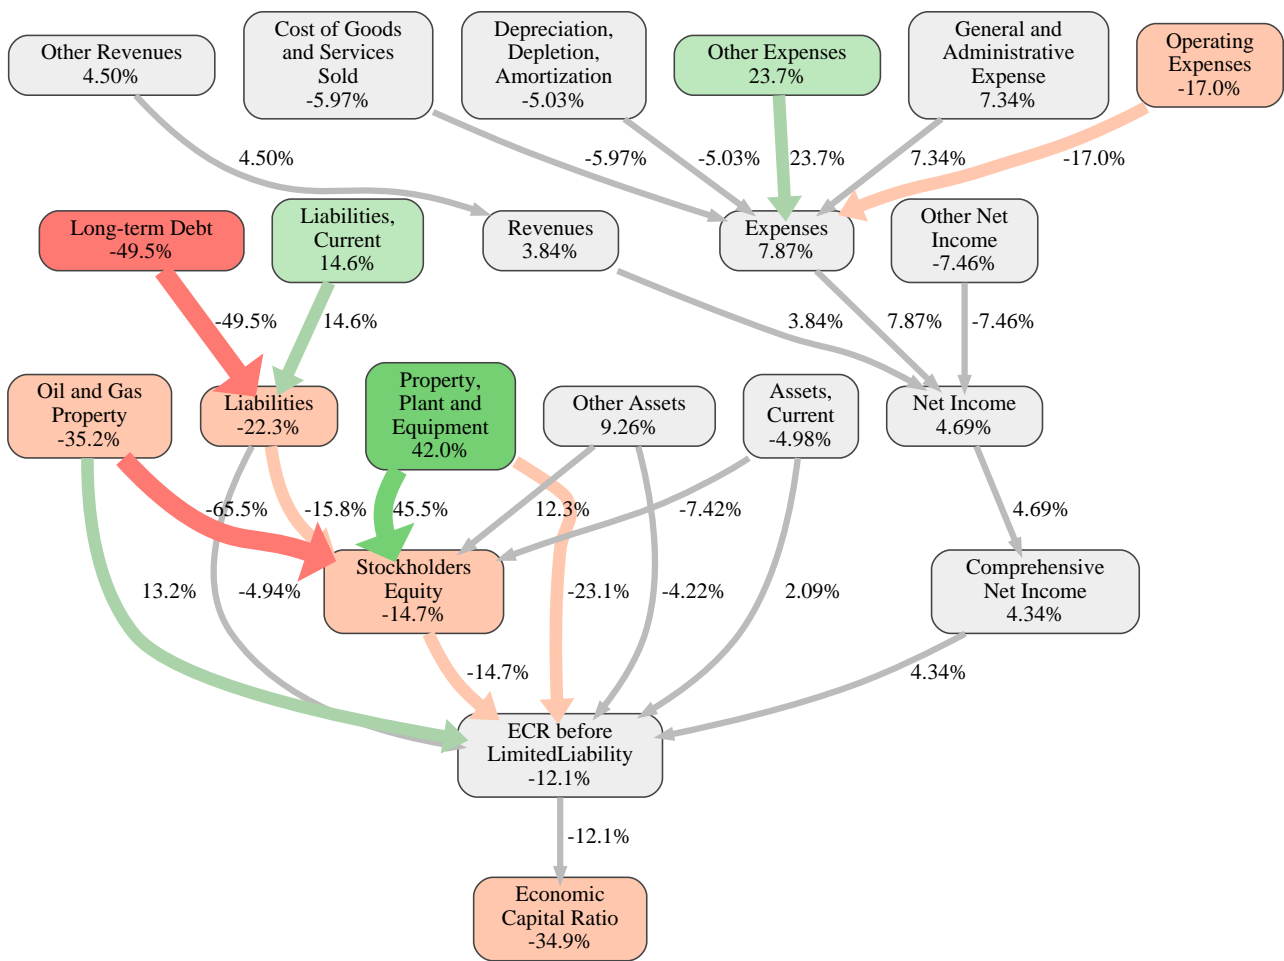 Other Revenues
4.50%
Cost of Goods
and Services
Sold
-5.97%
Depreciation,
Depletion,
Amortization
-5.03%
Other Expenses
23.7%
General and
Administrative
Expense
7.34%
Operating
Expenses
-17.0%
4.50%
-5.97%
-5.03%
23.7%
7.34%
-17.0%
Long-term Debt
-49.5%
Liabilities,
Current
14.6%
Revenues
3.84%
Expenses
7.87%
Other Net
Income
-7.46%
-49.5%
14.6%
3.84%
7.87%
-7.46%
Oil and Gas
Property
-35.2%
Liabilities
-22.3%
Property,
Plant and
Equipment
42.0%
Other Assets
9.26%
Assets,
Current
-4.98%
Net Income
4.69%
-65.5%
-15.8%
45.5%
12.3%
-7.42%
4.69%
13.2%
-4.94%
Stockholders
Equity
-14.7%
-23.1%
-4.22%
2.09%
Comprehensive
Net Income
4.34%
-14.7%
4.34%
ECR before
LimitedLiability
-12.1%
-12.1%
Economic
Capital Ratio
-34.9%